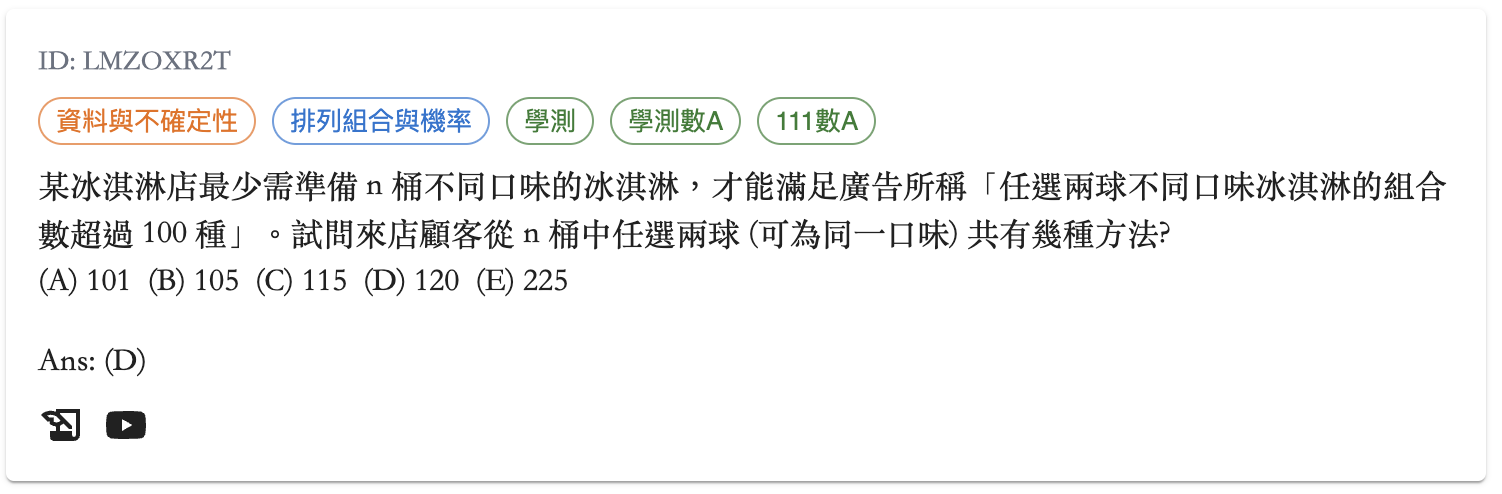 ID: LMZOXR2T
資料與不確定性 排列組合與機率 學測 學測數A 111數A
某冰淇淋店最少需準備 n 桶不同口味的冰淇淋，才能滿足廣告所稱「任選兩球不同口味冰淇淋的組合
數超過 100 種」。試問來店顧客從 n 桶中任選兩球 (可為同一口味) 共有幾種方法?
(A) 101 (B) 105 (C) 115 (D) 120 (E) 225
Ans: (D)